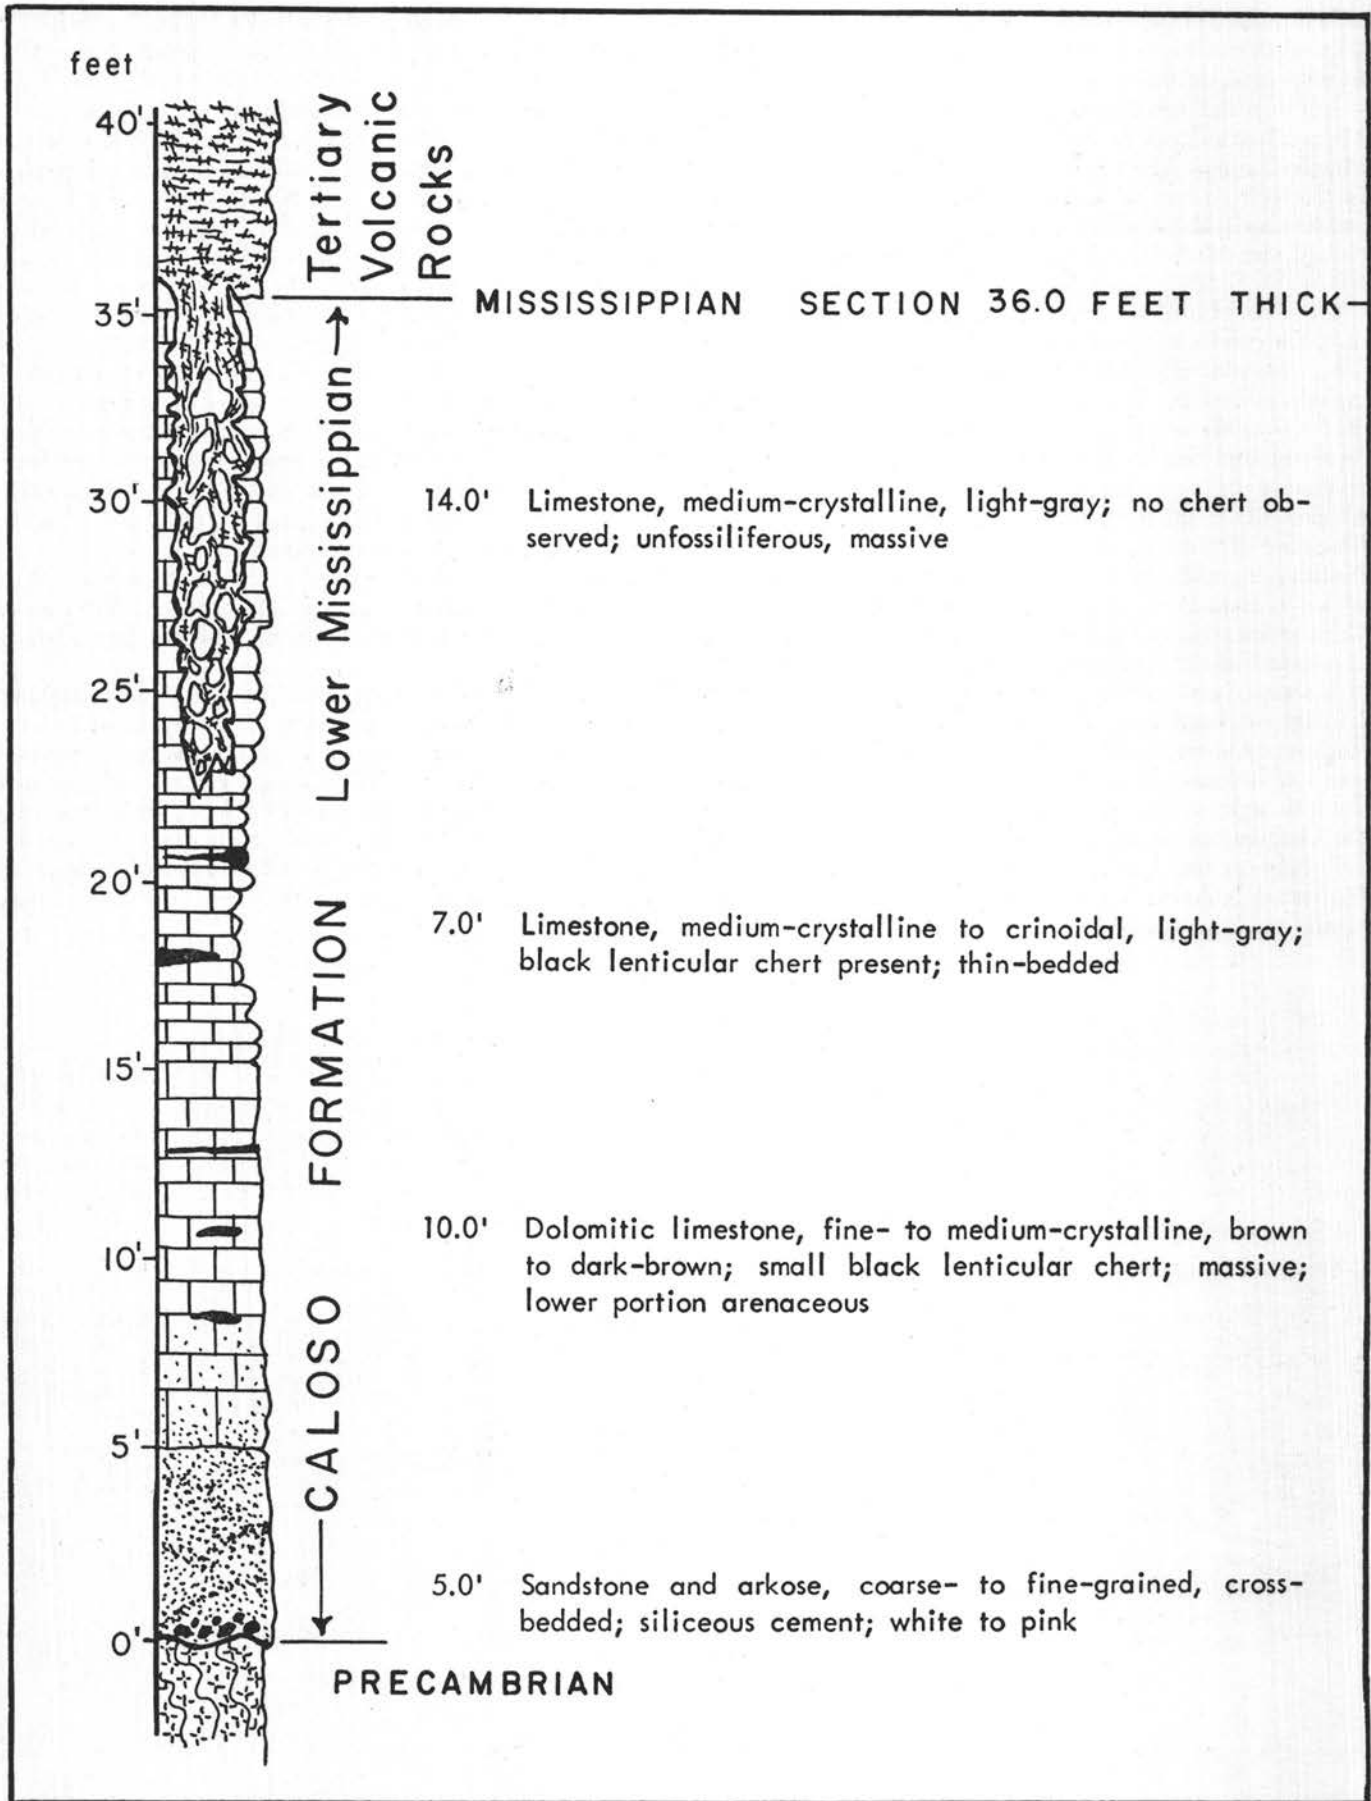 feet
40'
35'
30'
25'
20'
15'
10'
5'
0'
Tertiary
Volcanic
Rocks
MISSISSIPPIAN SECTION 36.0 FEET THICK
CALOSO FORMATION Lower Mississippian
14.0' Limestone, medium-crystalline, light-gray; no chert ob-
served; unfossiliferous, massive
7.0' Limestone, medium-crystalline to crinoidal, light-gray;
black lenticular chert present; thin-bedded
10.0' Dolomitic limestone, fine- to medium-crystalline, brown
to dark-brown; small black lenticular chert; massive;
lower portion arenaceous
5.0' Sandstone and arkose, coarse- to fine-grained, cross-
bedded; siliceous cement; white to pink
PRECAMBRIAN